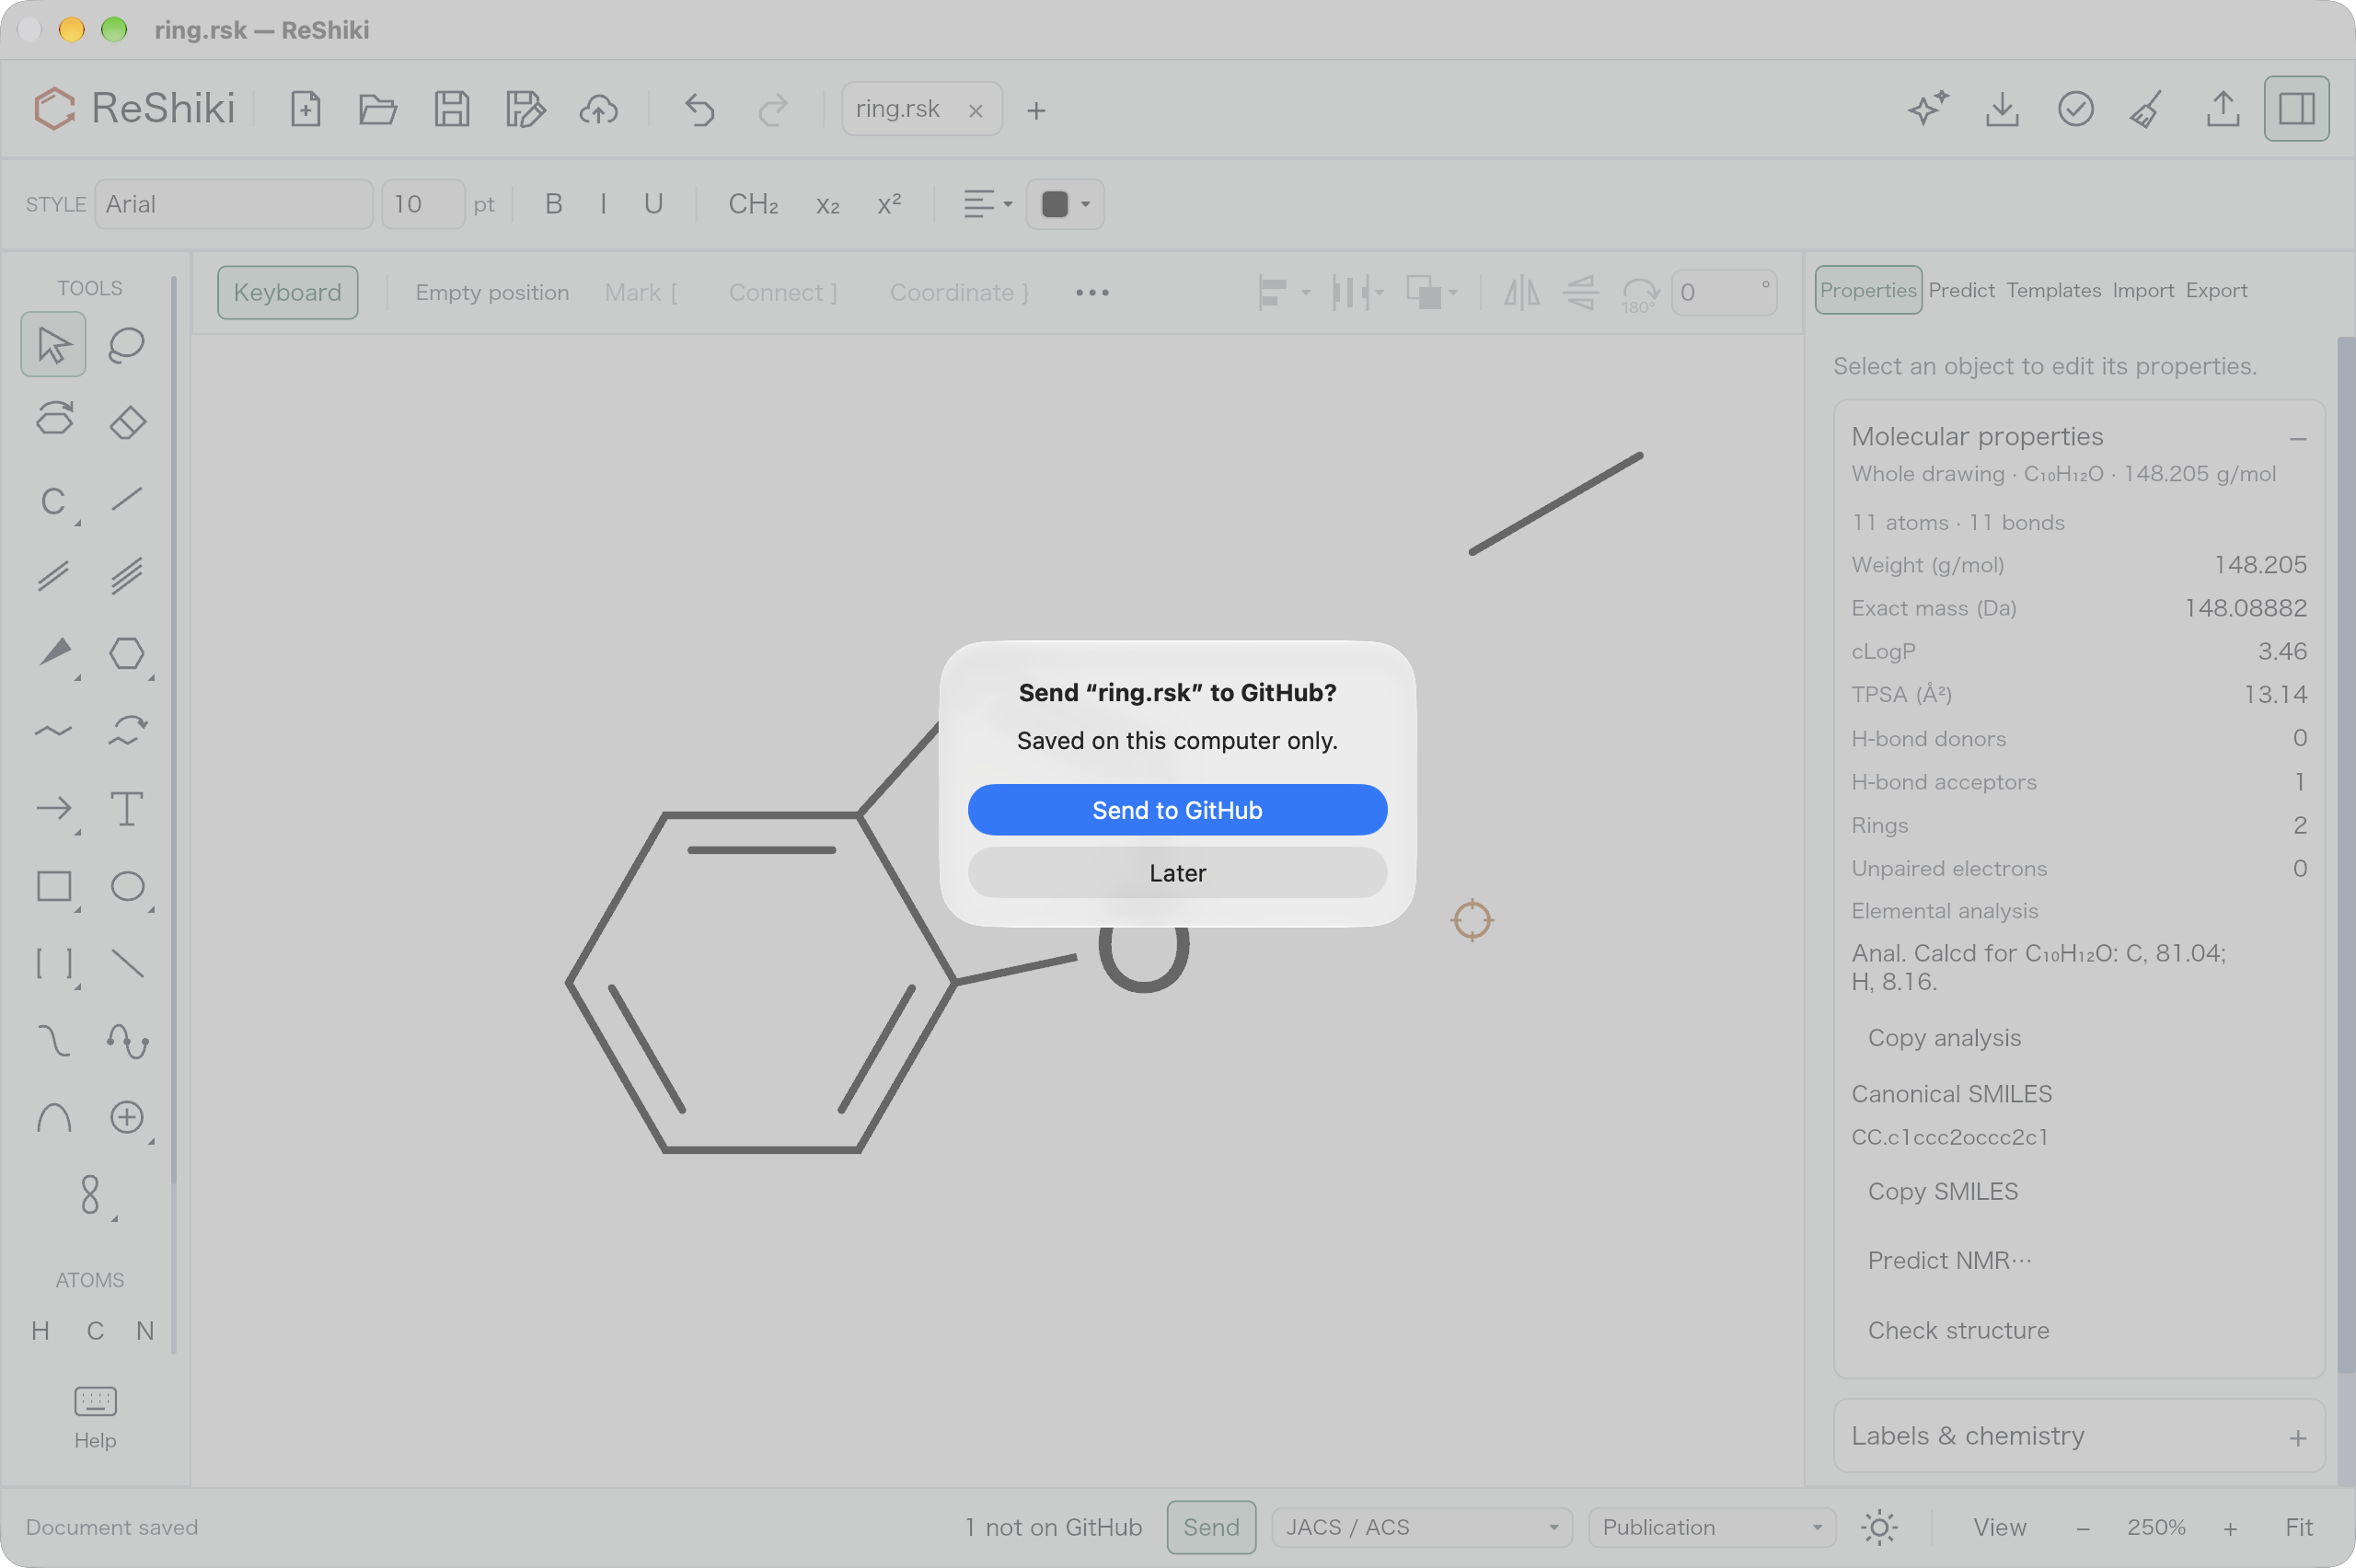 ring.rsk — ReShiki
ReShiki
ring.rsk × +
STYLE Arial 10 pt B I U CH₂ x₂ x²
TOOLS
Keyboard Empty position Mark [ Connect ] Coordinate } ••• 180° 0 °
Properties Predict Templates Import Export
Select an object to edit its properties.
Molecular properties −
Whole drawing · C₁₀H₁₂O · 148.205 g/mol
11 atoms · 11 bonds
Weight (g/mol) 148.205
Exact mass (Da) 148.08882
cLogP 3.46
TPSA (Å²) 13.14
H-bond donors 0
H-bond acceptors 1
Rings 2
Unpaired electrons 0
Elemental analysis
Anal. Calcd for C₁₀H₁₂O: C, 81.04;
H, 8.16.
Copy analysis
Canonical SMILES
CC.c1ccc2occc2c1
Copy SMILES
Predict NMR···
Check structure
Labels & chemistry +
Send “ring.rsk” to GitHub?
Saved on this computer only.
Send to GitHub
Later
O
C
T
[ ]
ATOMS
H C N
Help
Document saved 1 not on GitHub Send JACS / ACS Publication View − 250% + Fit